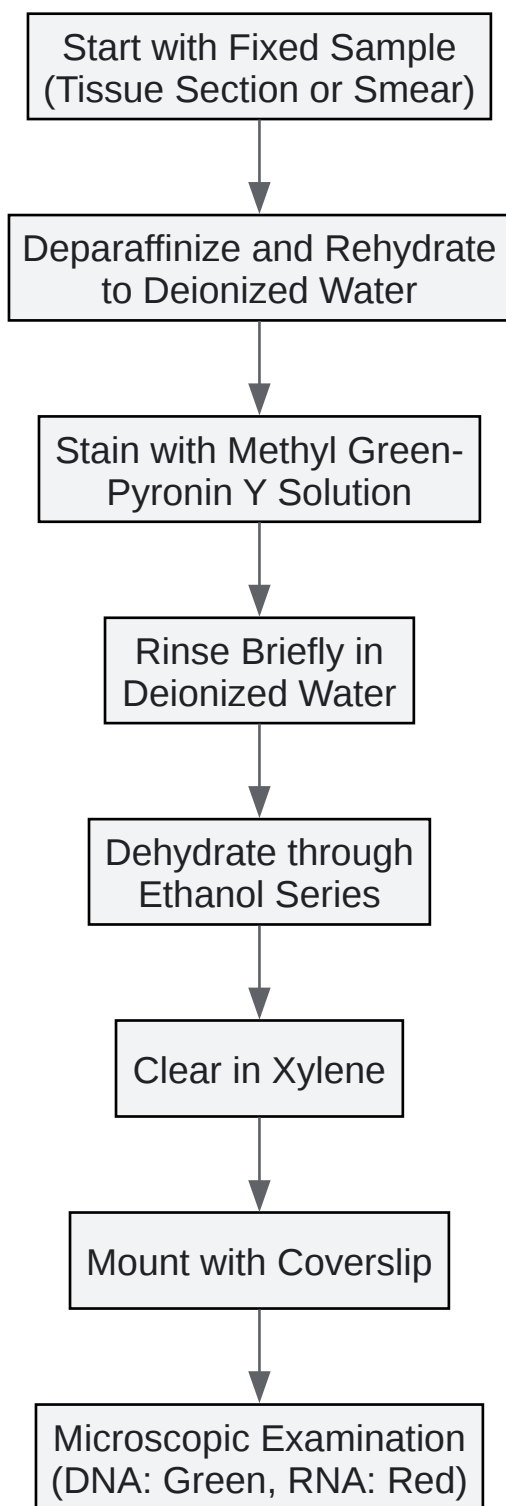 Start with Fixed Sample
(Tissue Section or Smear)
Deparaffinize and Rehydrate
to Deionized Water
Stain with Methyl Green-
Pyronin Y Solution
Rinse Briefly in
Deionized Water
Dehydrate through
Ethanol Series
Clear in Xylene
Mount with Coverslip
Microscopic Examination
(DNA: Green, RNA: Red)